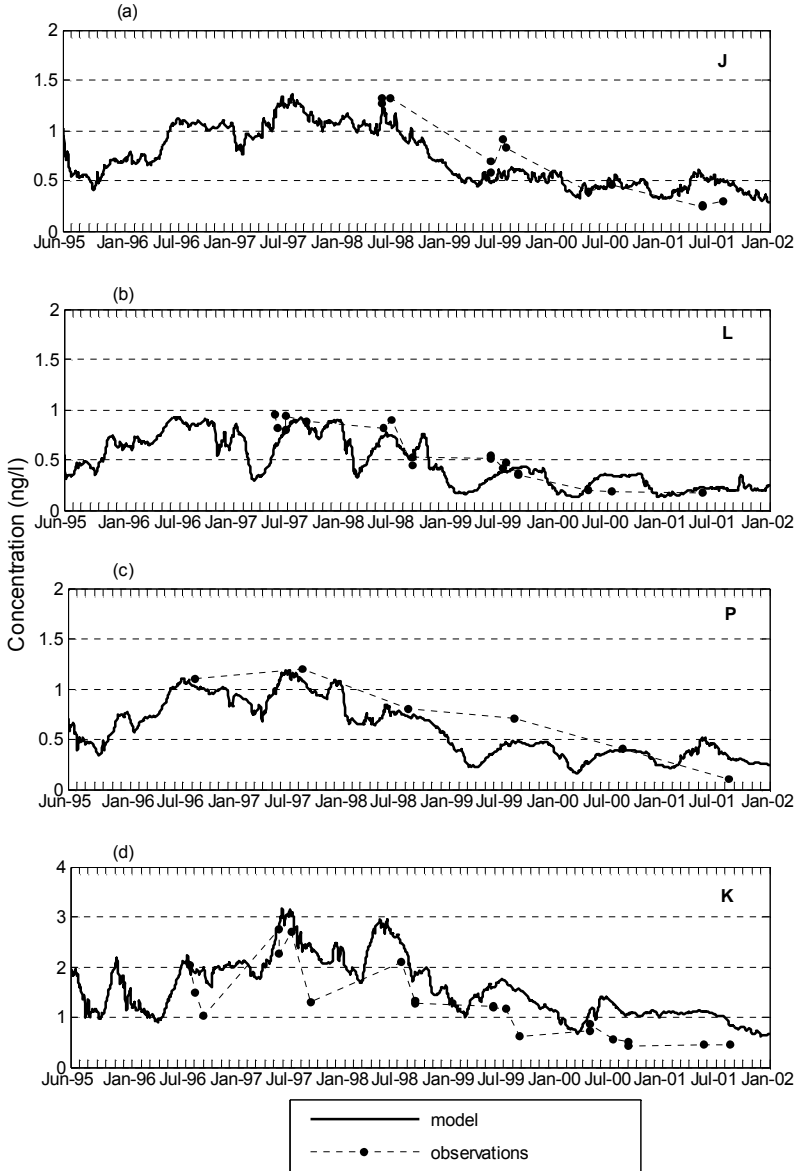 (a)
2
1.5
1
0.5
0
J
Jun-95 Jan-96 Jul-96 Jan-97 Jul-97 Jan-98 Jul-98 Jan-99 Jul-99 Jan-00 Jul-00 Jan-01 Jul-01 Jan-02
(b)
2
1.5
1
0.5
0
L
Jun-95 Jan-96 Jul-96 Jan-97 Jul-97 Jan-98 Jul-98 Jan-99 Jul-99 Jan-00 Jul-00 Jan-01 Jul-01 Jan-02
Concentration (ng/l)
(c)
2
1.5
1
0.5
0
P
Jun-95 Jan-96 Jul-96 Jan-97 Jul-97 Jan-98 Jul-98 Jan-99 Jul-99 Jan-00 Jul-00 Jan-01 Jul-01 Jan-02
(d)
4
3
2
1
0
K
Jun-95 Jan-96 Jul-96 Jan-97 Jul-97 Jan-98 Jul-98 Jan-99 Jul-99 Jan-00 Jul-00 Jan-01 Jul-01 Jan-02
model
observations